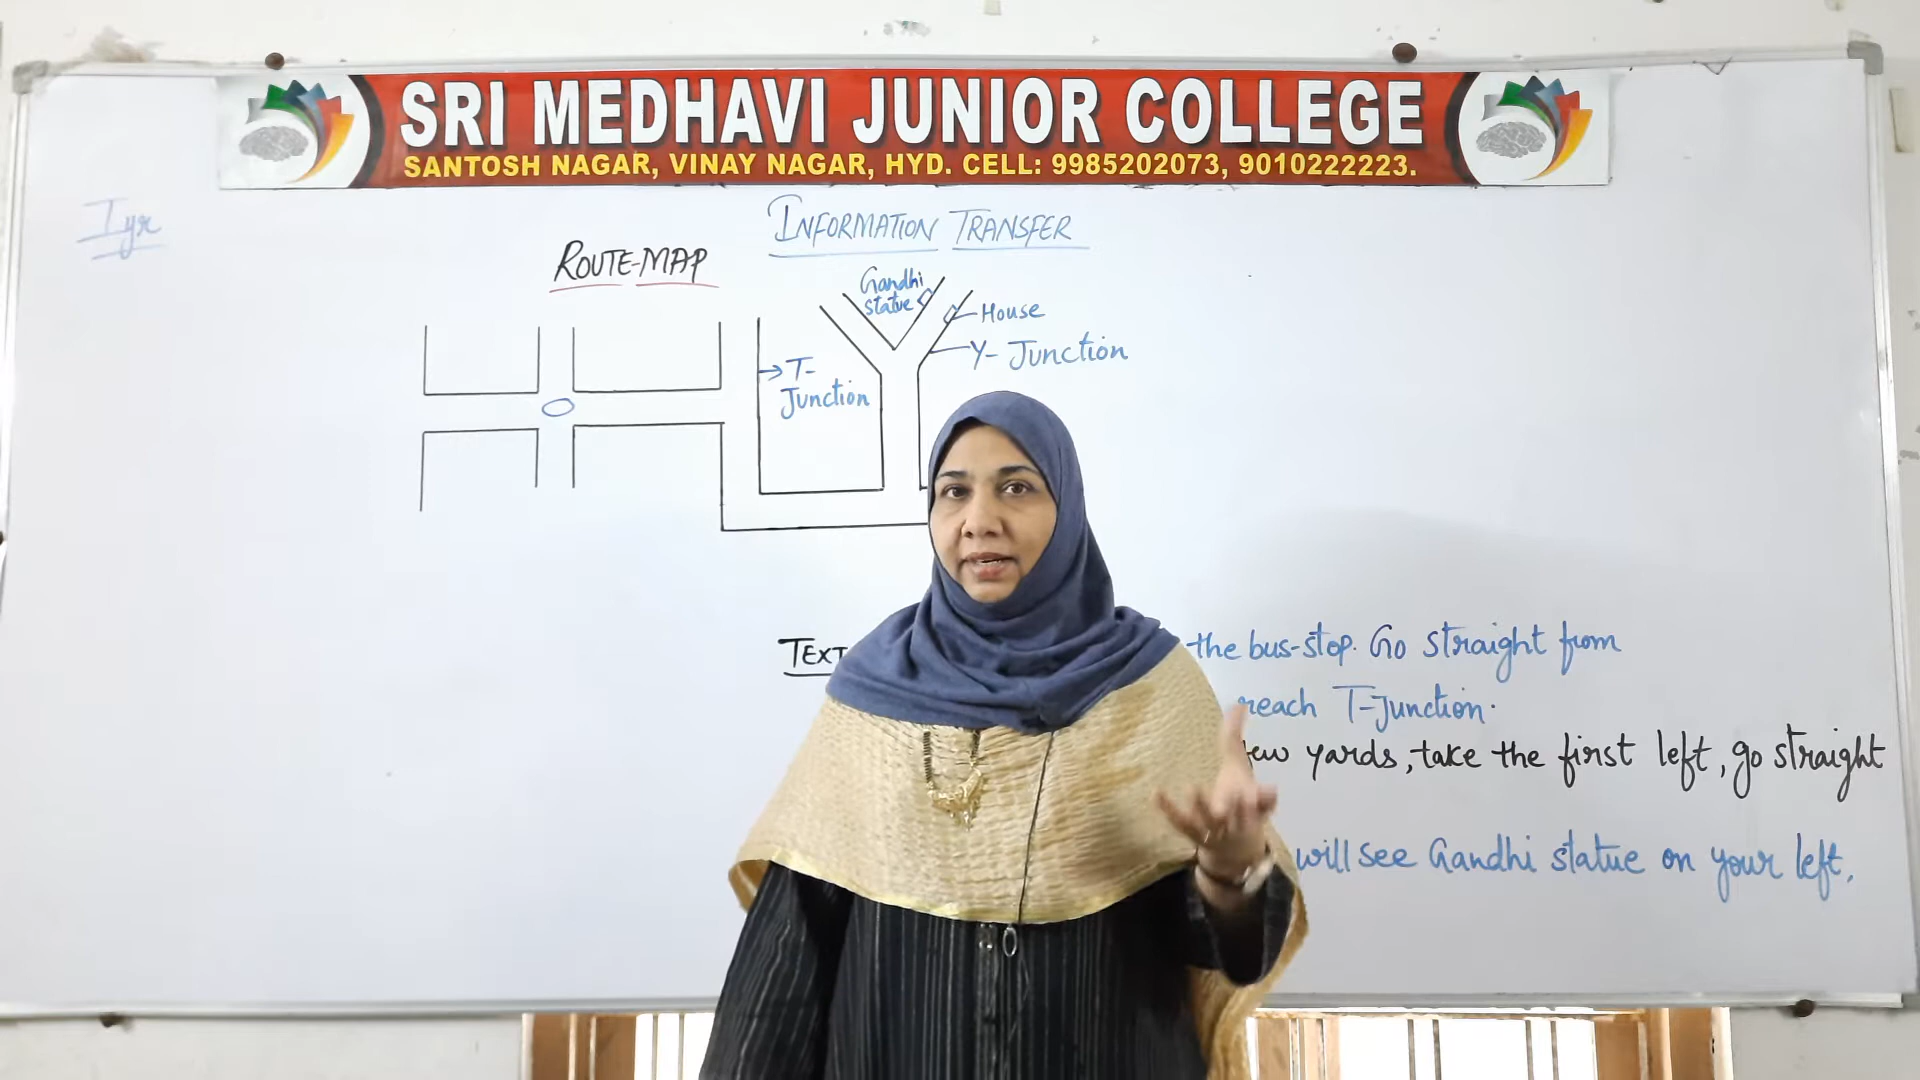 SRI MEDHAVI JUNIOR COLLEGE
SANTOSH NAGAR, VINAY NAGAR, HYD. CELL: 9985202073, 9010222223.
I yr
INFORMATION TRANSFER
ROUTE-MAP
Gandhi
statue
House
Y- Junction
T-
Junction
TEXT
the bus-stop. Go straight from
reach T-Junction.
few yards, take the first left, go straight
will see Gandhi statue on your left.